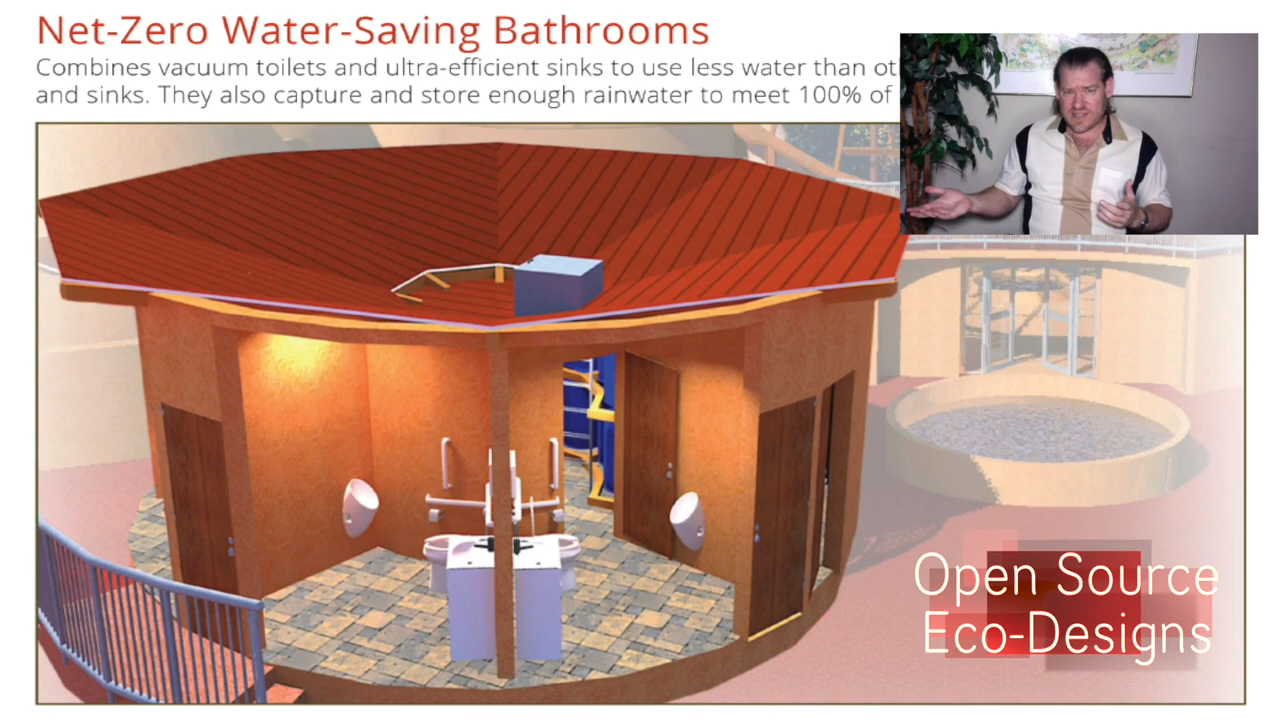 Net-Zero Water-Saving Bathrooms
Combines vacuum toilets and ultra-efficient sinks to use less water than
and sinks. They also capture and store enough rainwater to meet 100% of
Open Source
Eco-Designs